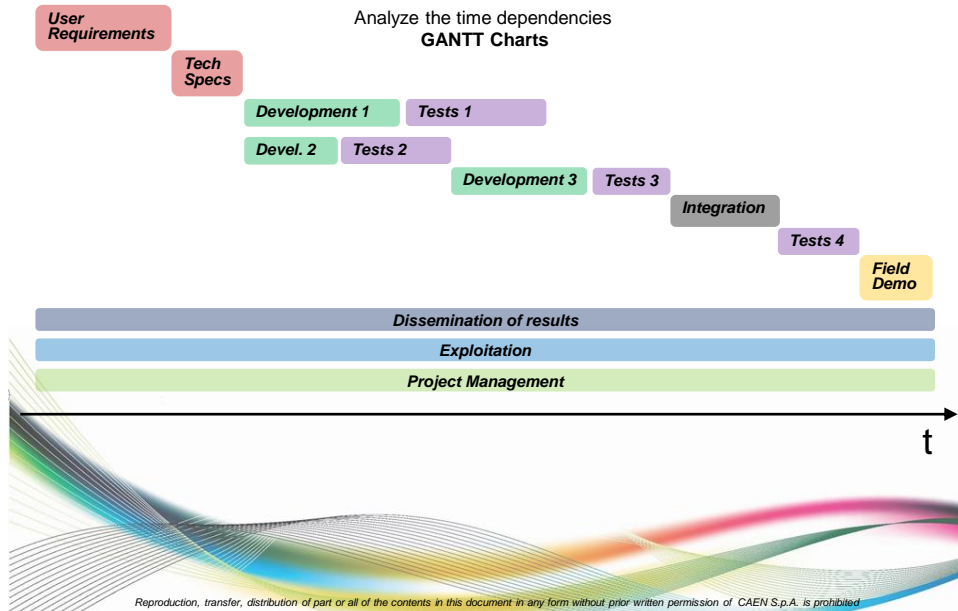 Analyze the time dependencies
GANTT Charts
User
Requirements
Tech
Specs
Development 1
Tests 1
Devel. 2
Tests 2
Development 3
Tests 3
Integration
Tests 4
Field
Demo
Dissemination of results
Exploitation
Project Management
t
Reproduction, transfer, distribution of part or all of the contents in this document in any form without prior written permission of CAEN S.p.A. is prohibited